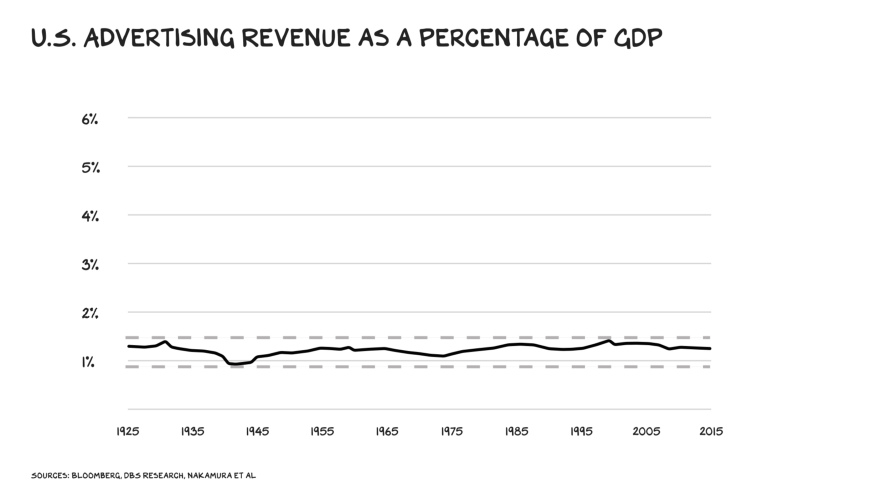 U.S. ADVERTISING REVENUE AS A PERCENTAGE OF GDP
6%
5%
4%
3%
2%
1%
1925 1935 1945 1955 1965 1975 1985 1995 2005 2015
SOURCES: BLOOMBERG, DBS RESEARCH, NAKAMURA ET AL